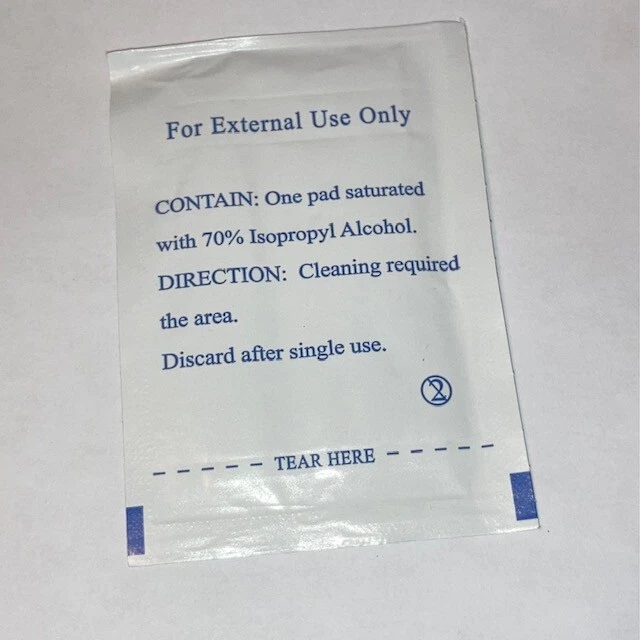 For External Use Only
CONTAIN: One pad saturated
with 70% Isopropyl Alcohol.
DIRECTION: Cleaning required
the area.
Discard after single use.
2
- - - - - TEAR HERE - - - - -